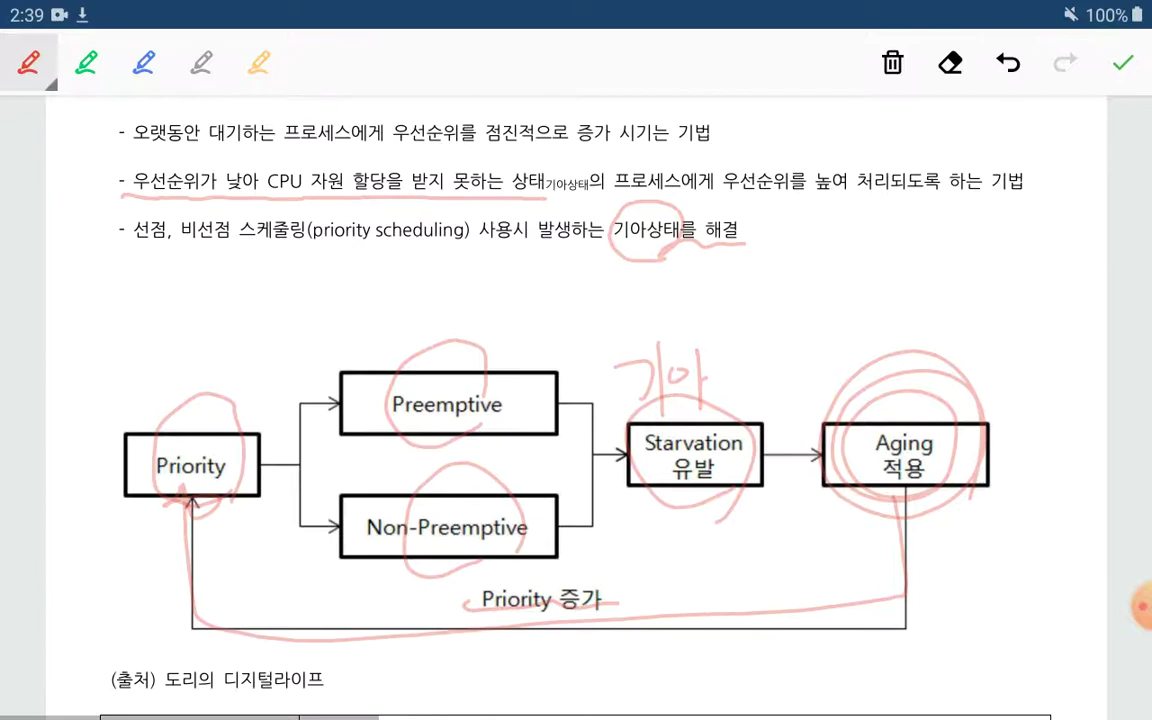 2:39 100%
- 오랫동안 대기하는 프로세스에게 우선순위를 점진적으로 증가 시기는 기법
- 우선순위가 낮아 CPU 자원 할당을 받지 못하는 상태기아상태의 프로세스에게 우선순위를 높여 처리되도록 하는 기법
- 선점, 비선점 스케줄링(priority scheduling) 사용시 발생하는 기아상태를 해결
기아
Preemptive
Priority
Starvation
유발
Aging
적용
Non-Preemptive
Priority 증가
(출처) 도리의 디지털라이프